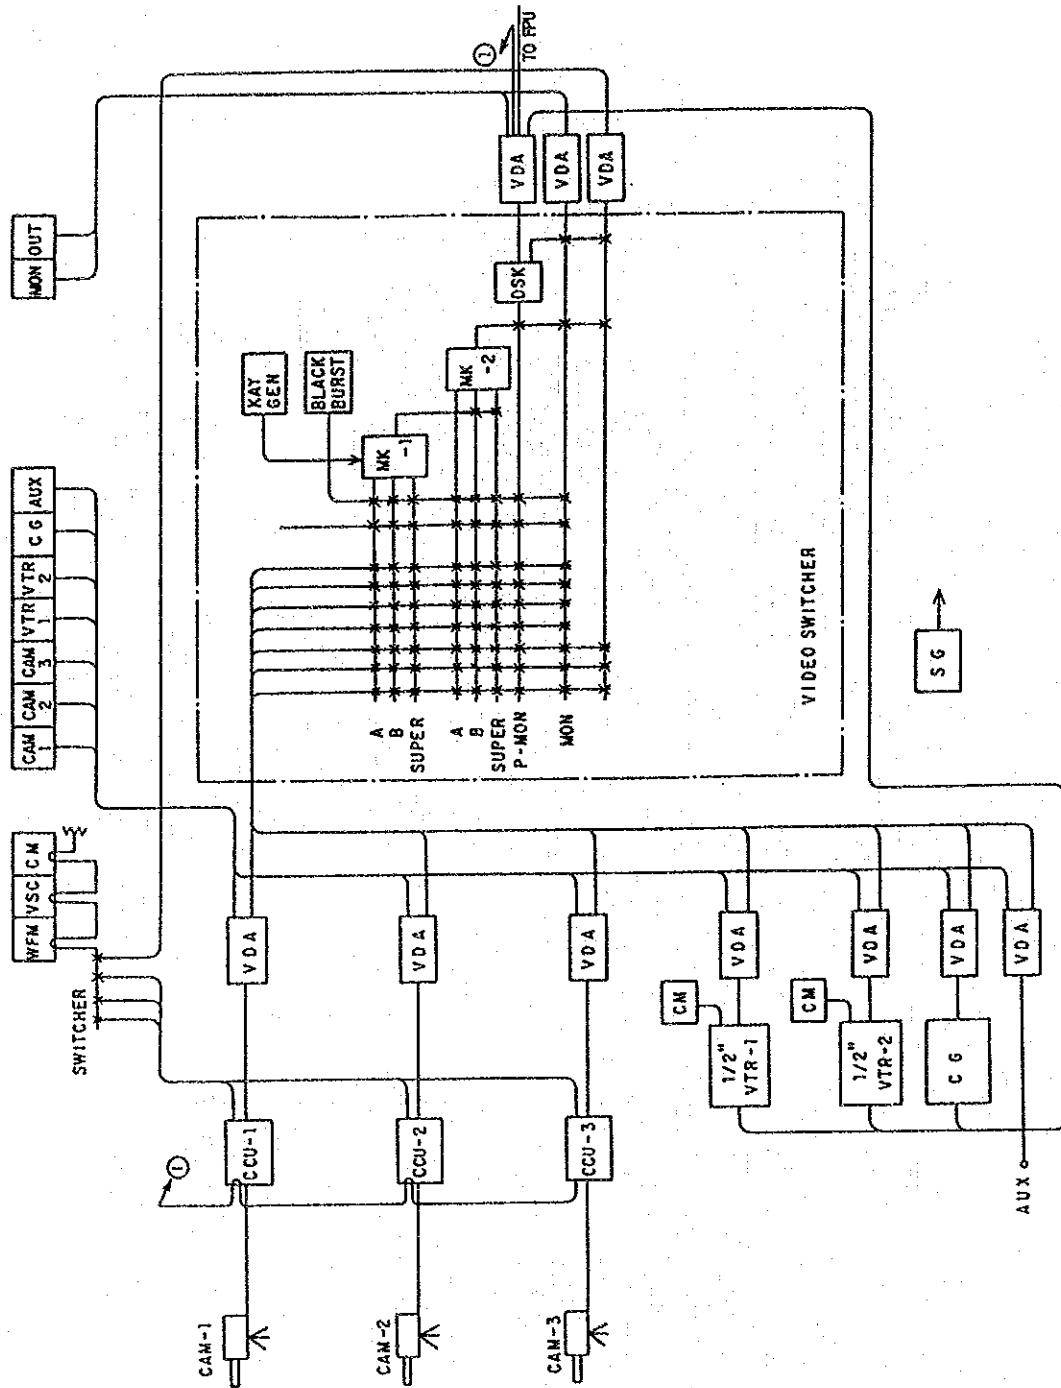 WFM VSC CM
SWITCHER
CAM 1 CAM 2 CAM 3 VTR 1 VTR 2 C G AUX
MON OUT
CAM-1
CCU-1
VDA
①
CAM-2
CCU-2
VDA
CAM-3
CCU-3
VDA
CM
1/2"
VTR-1
VDA
CM
1/2"
VTR-2
VDA
C G
VDA
AUX
VDA
A
B
SUPER
A
B
SUPER
P-MON
MON
KAY
GEN
BLACK
BURST
MK
-1
MK
-2
DSK
VIDEO SWITCHER
VDA
VDA
VDA
①
TO FPU
S G